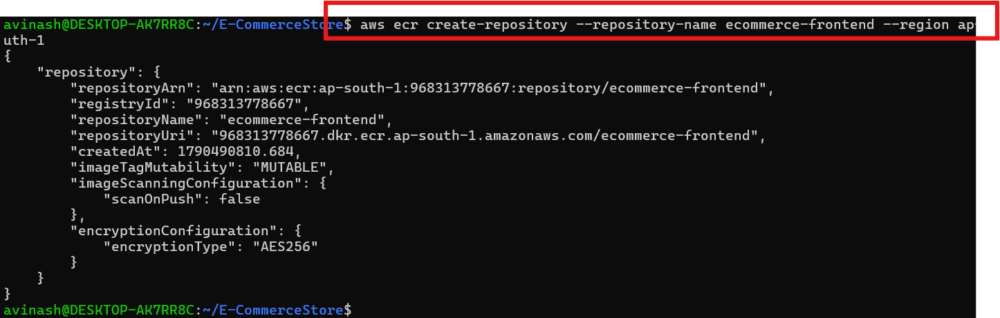 avinash@DESKTOP-AK7RR8C:~/E-CommerceStore$ aws ecr create-repository --repository-name ecommerce-frontend --region ap-
uth-1
{
    "repository": {
        "repositoryArn": "arn:aws:ecr:ap-south-1:968313778667:repository/ecommerce-frontend",
        "registryId": "968313778667",
        "repositoryName": "ecommerce-frontend",
        "repositoryUri": "968313778667.dkr.ecr.ap-south-1.amazonaws.com/ecommerce-frontend",
        "createdAt": 1790490810.684,
        "imageTagMutability": "MUTABLE",
        "imageScanningConfiguration": {
            "scanOnPush": false
        },
        "encryptionConfiguration": {
            "encryptionType": "AES256"
        }
    }
}
avinash@DESKTOP-AK7RR8C:~/E-CommerceStore$